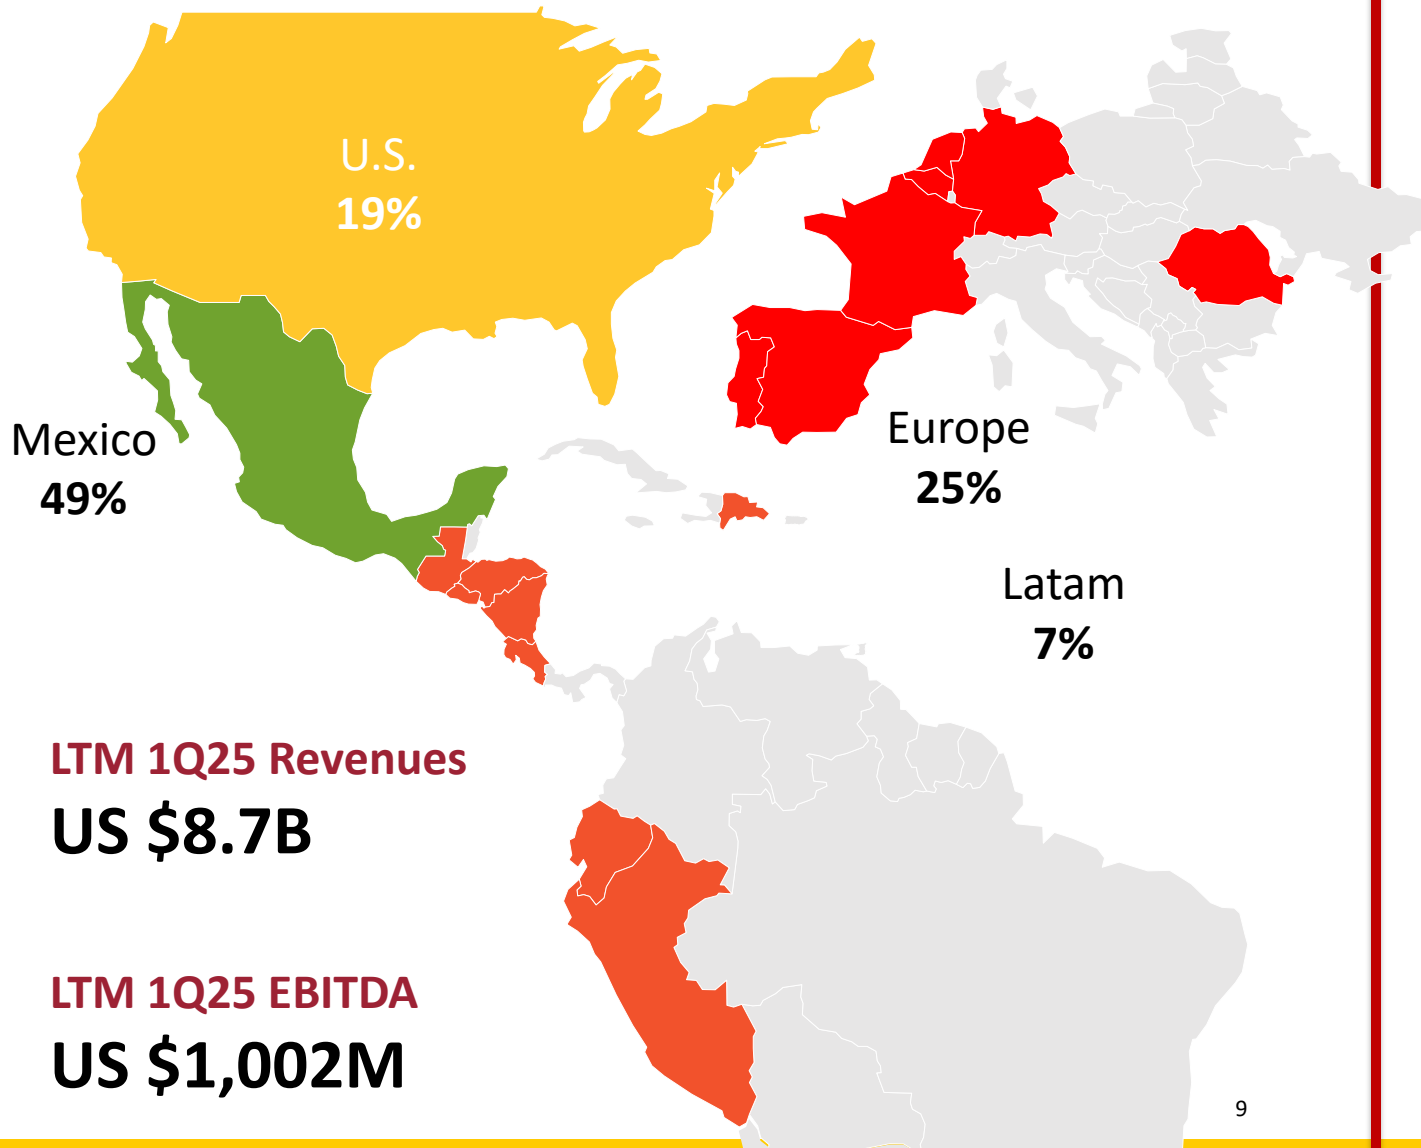 U.S.
19%
Mexico
49%
Europe
25%
Latam
7%
LTM 1Q25 Revenues
US $8.7B
LTM 1Q25 EBITDA
US $1,002M
9